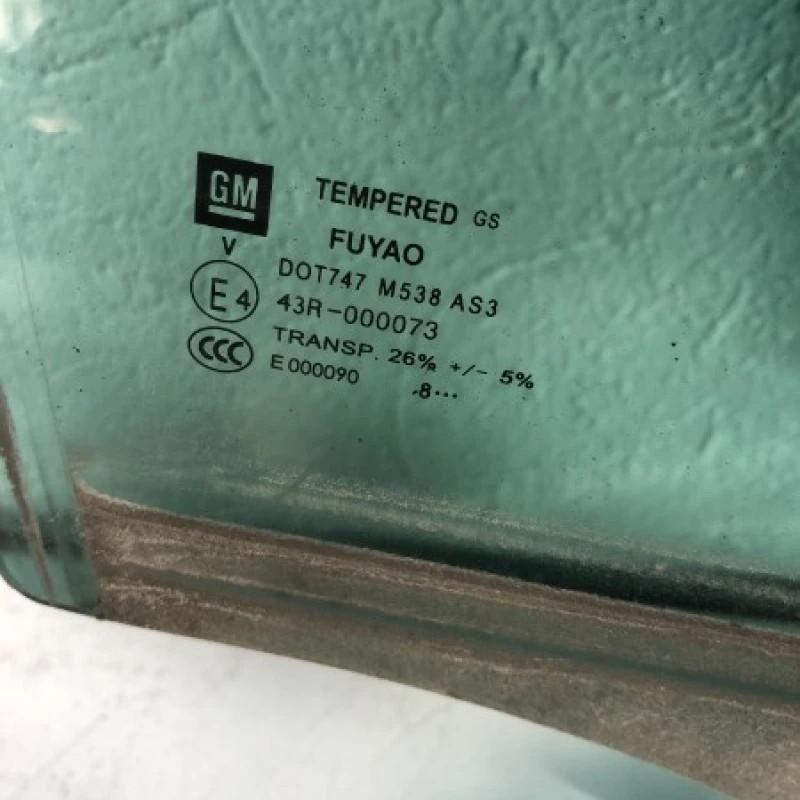 GM
TEMPERED GS
V
FUYAO
DOT747 M538 AS3
E4
43R-000073
CCC
TRANSP. 26% +/- 5%
E000090
.8...